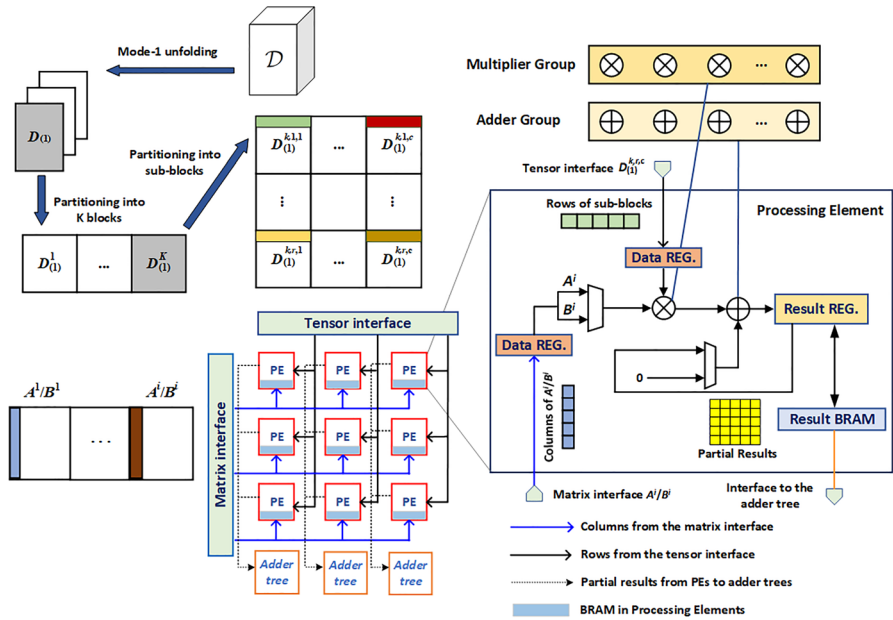 Mode-1 unfolding
𝒟
D(1)
Partitioning into
sub-blocks
Partitioning into
K blocks
D^1_(1)
...
D^K_(1)
D^{k,1,1}_(1)
...
D^{k,1,c}_(1)
⋮
⋮
D^{k,r,1}_(1)
...
D^{k,r,c}_(1)
A^1/B^1
A^i/B^i
...
Tensor interface
Matrix interface
PE
PE
PE
PE
PE
PE
PE
PE
PE
Adder
tree
Adder
tree
Adder
tree
Multiplier Group
...
Adder Group
...
Tensor interface D^{k,r,c}_(1)
Rows of sub-blocks
Processing Element
Data REG.
A^i
B^i
Data REG.
Result REG.
0
Columns of A^i/B^i
Partial Results
Result BRAM
Matrix interface A^i/B^i
Interface to the
adder tree
Columns from the matrix interface
Rows from the tensor interface
Partial results from PEs to adder trees
BRAM in Processing Elements